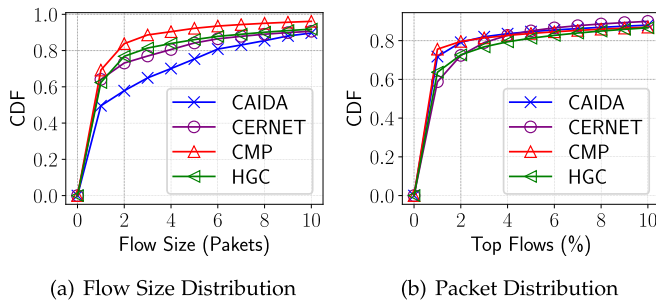 1.0
0.8
0.6
0.4
0.2
0.0
CDF
CAIDA
CERNET
CMP
HGC
0 2 4 6 8 10
Flow Size (Pakets)
(a) Flow Size Distribution
0.8
0.6
0.4
0.2
0.0
CDF
CAIDA
CERNET
CMP
HGC
0 2 4 6 8 10
Top Flows (%)
(b) Packet Distribution